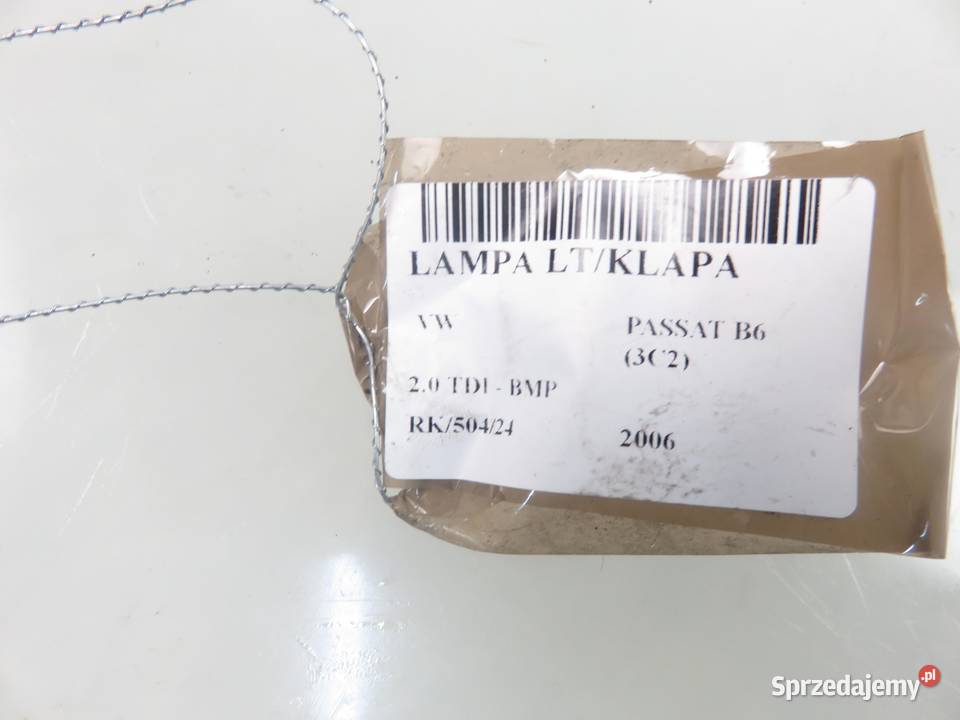 LAMPA LT/KLAPA
VW PASSAT B6
(3C2)
2.0 TDI - BMP
RK/504/24 2006
Sprzedajemy.pl